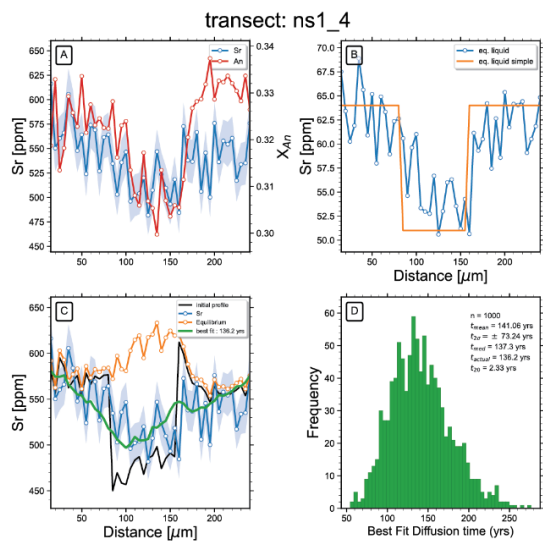 transect: ns1_4
A
Sr
An
Sr [ppm]
650
625
600
575
550
525
500
475
450
0.34
0.33
0.32
0.31
0.30
X_An
50 100 150 200
B
eq. liquid
eq. liquid simple
Sr [ppm]
70.0
67.5
65.0
62.5
60.0
57.5
55.0
52.5
50.0
50 100 150 200
Distance [μm]
C
initial profile
Sr
Equilibrium
best fit : 136.2 yrs
Sr [ppm]
650
600
550
500
450
50 100 150 200
Distance [μm]
D
n = 1000
t_mean = 141.06 yrs
t_2σ = ± 73.24 yrs
t_med = 137.3 yrs
t_actual = 136.2 yrs
Frequency
60
50
40
30
20
10
0
50 100 150 200 250
Best Fit Diffusion time (yrs)